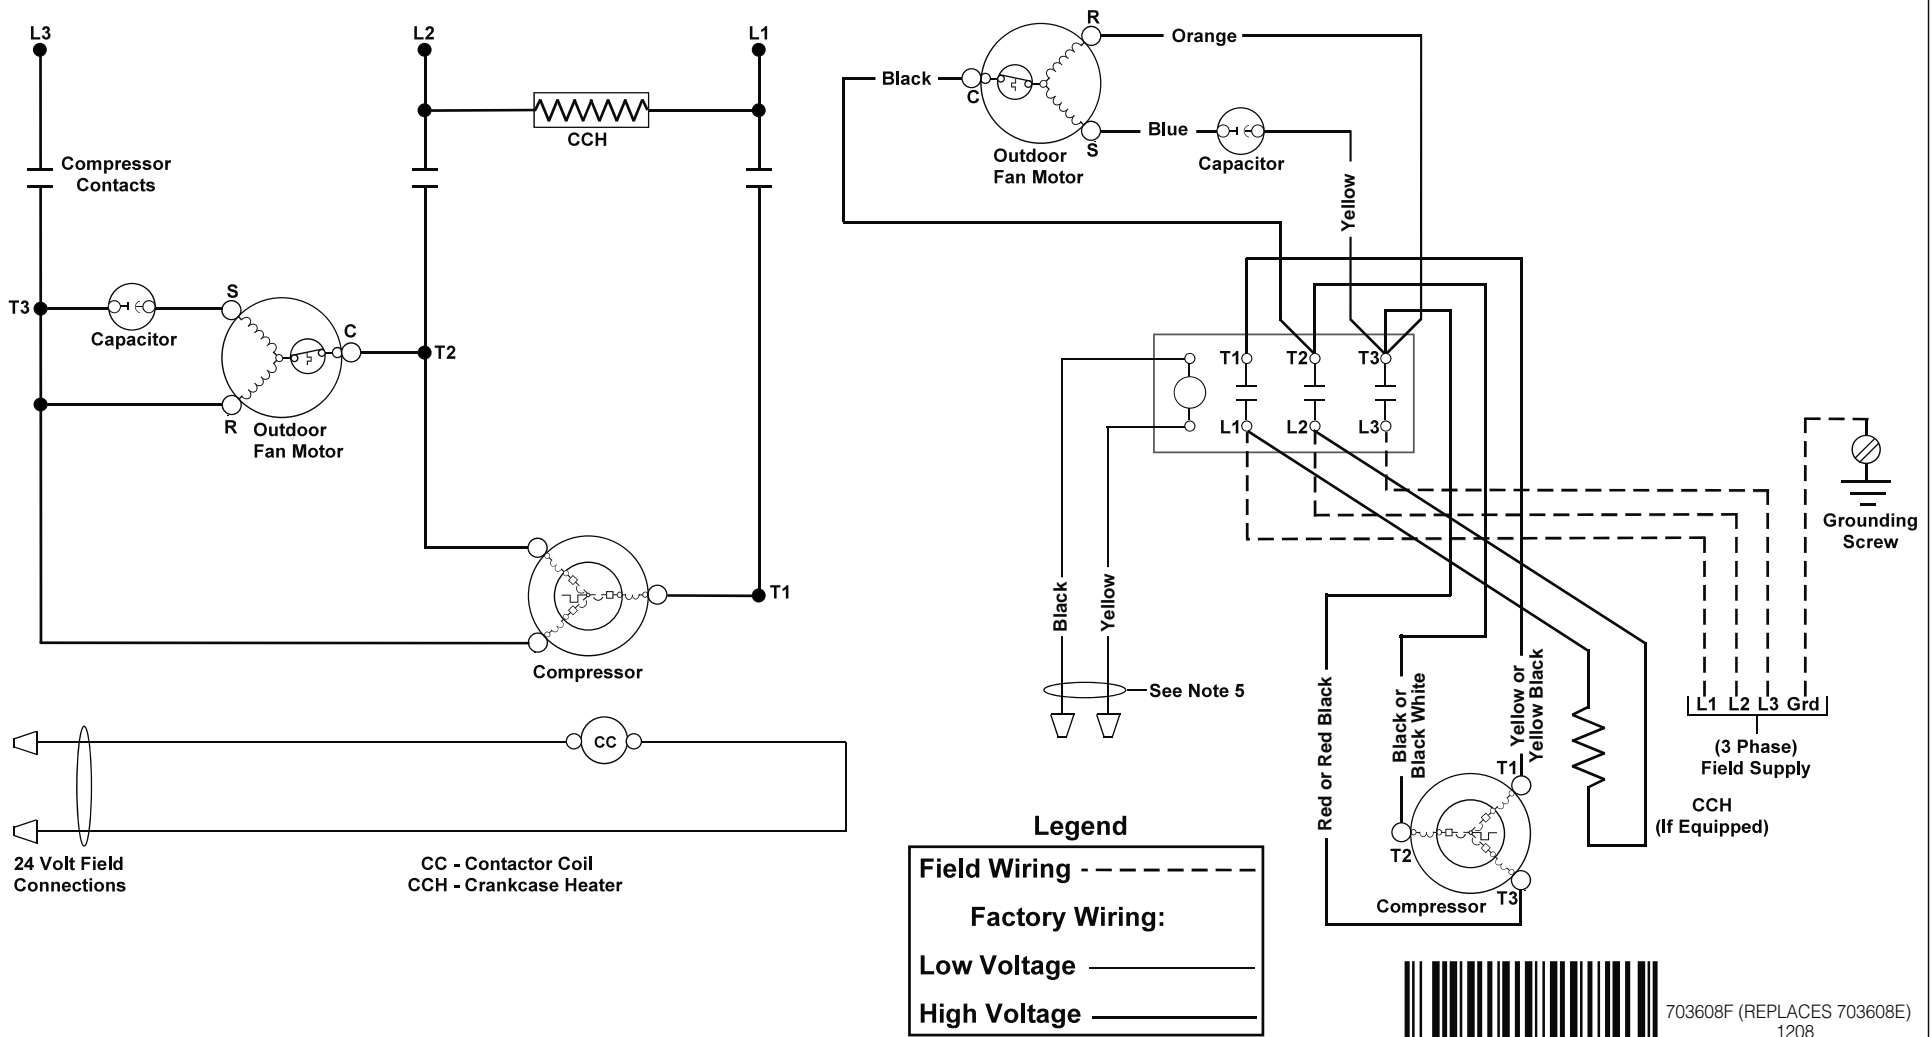 L3
L2
L1
CCH
Compressor
Contacts
T3
Capacitor
S
C
T2
R
Outdoor
Fan Motor
T1
Compressor
CC
24 Volt Field
Connections
CC - Contactor Coil
CCH - Crankcase Heater
R
Orange
Black
C
Blue
S
Outdoor
Fan Motor
Capacitor
Yellow
T1
T2
T3
L1
L2
L3
Grounding
Screw
Black
Yellow
See Note 5
Red or Red Black
Black or
Black White
Yellow or
Yellow Black
L1 L2 L3 Grd
(3 Phase)
Field Supply
T1
CCH
(If Equipped)
T2
T3
Compressor
Legend
Field Wiring
Factory Wiring:
Low Voltage
High Voltage
703608F (REPLACES 703608E)
1208